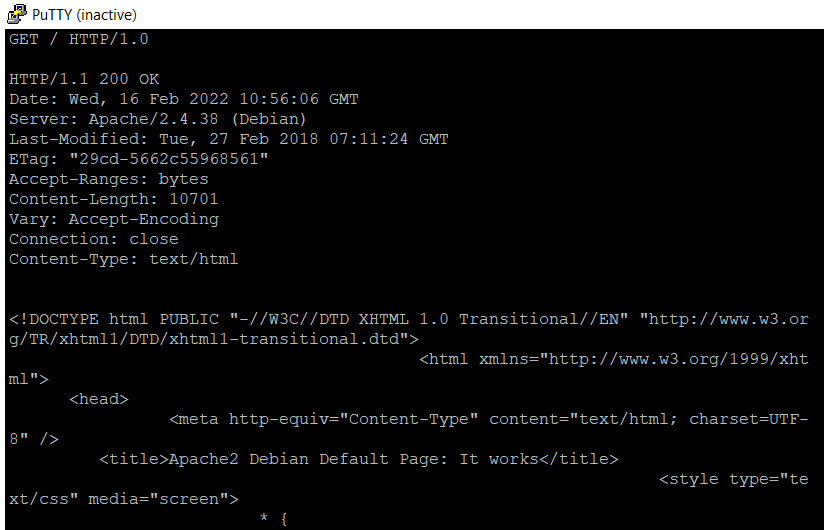 PuTTY (inactive)
GET / HTTP/1.0
HTTP/1.1 200 OK
Date: Wed, 16 Feb 2022 10:56:06 GMT
Server: Apache/2.4.38 (Debian)
Last-Modified: Tue, 27 Feb 2018 07:11:24 GMT
ETag: "29cd-5662c55968561"
Accept-Ranges: bytes
Content-Length: 10701
Vary: Accept-Encoding
Connection: close
Content-Type: text/html
<!DOCTYPE html PUBLIC "-//W3C//DTD XHTML 1.0 Transitional//EN" "http://www.w3.or
g/TR/xhtml1/DTD/xhtml1-transitional.dtd">
<html xmlns="http://www.w3.org/1999/xht
ml">
<head>
<meta http-equiv="Content-Type" content="text/html; charset=UTF-
8" />
<title>Apache2 Debian Default Page: It works</title>
<style type="te
xt/css" media="screen">
* {